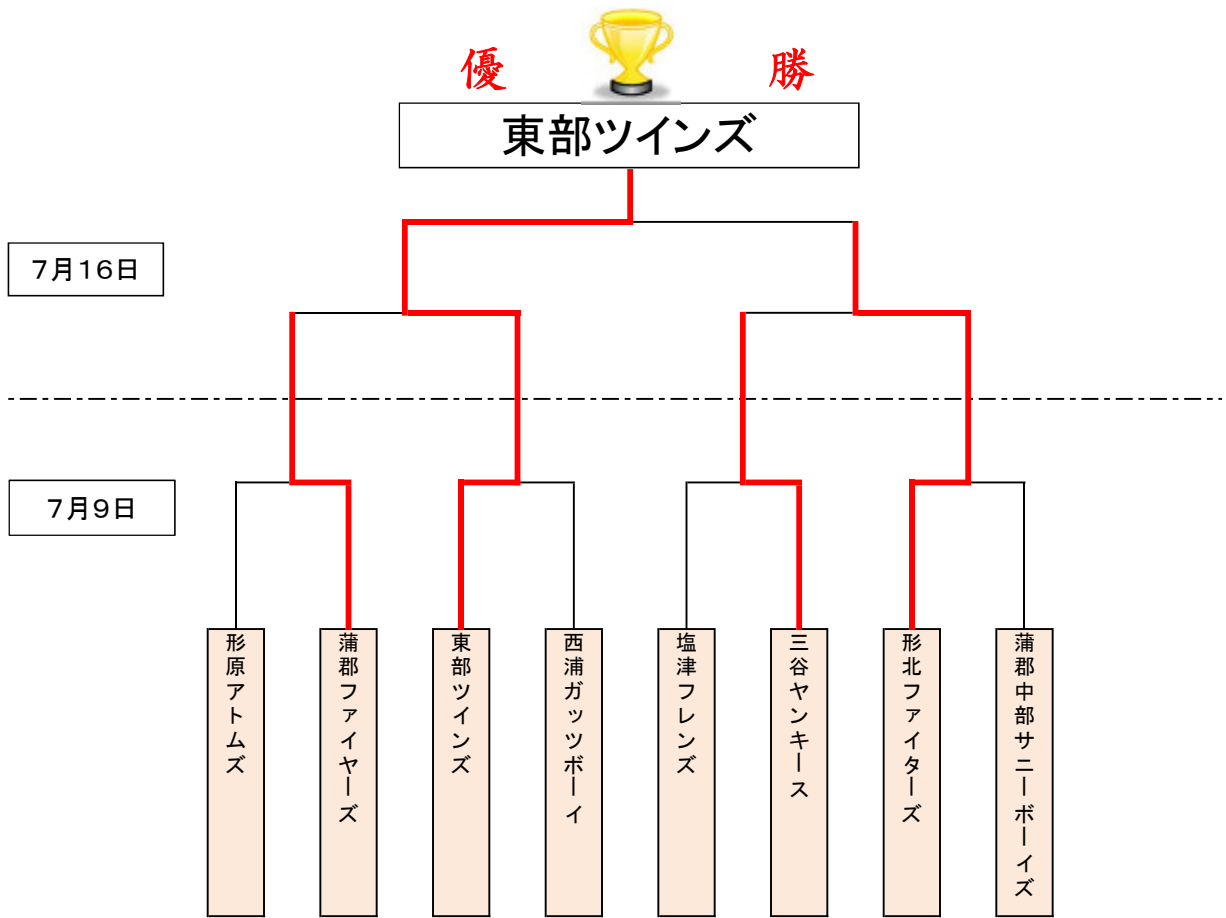 優 勝
東部ツインズ
7月16日
7月9日
形原アトムズ
蒲郡ファイヤーズ
東部ツインズ
西浦ガッツボーイ
塩津フレンズ
三谷ヤンキース
形北ファイターズ
蒲郡中部サニーボーイズ